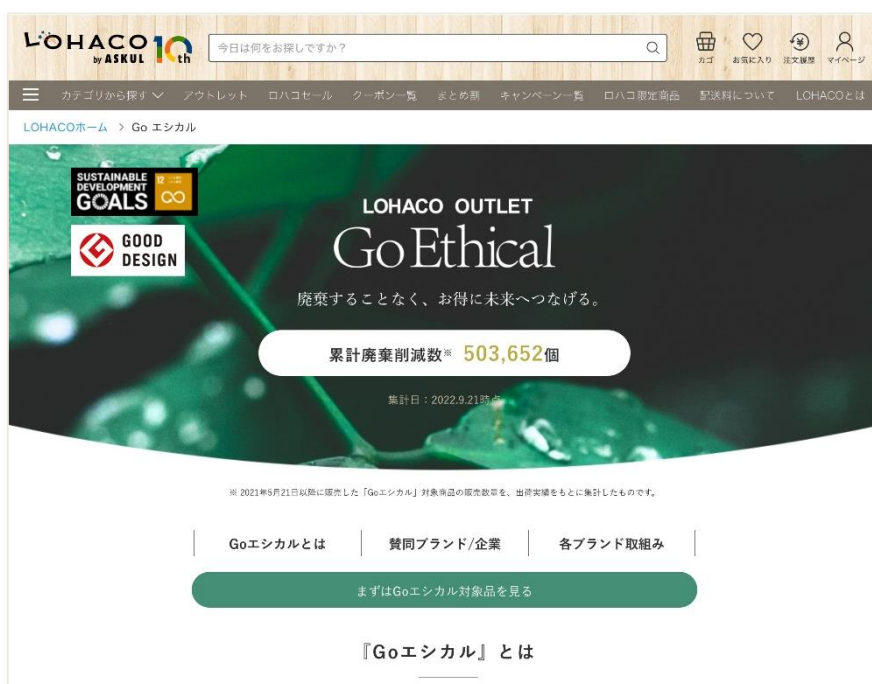 LOHACO 10th
by ASKUL
今日は何をお探しですか?
カゴ
お気に入り
注文履歴
マイページ
カテゴリから探す
アウトレット
ロハコセール
クーポン一覧
まとめ割
キャンペーン一覧
ロハコ限定商品
配送料について
LOHACOとは
LOHACOホーム > Go エシカル
SUSTAINABLE
DEVELOPMENT
GOALS
12
GOOD
DESIGN
LOHACO OUTLET
Go Ethical
廃棄することなく、お得に未来へつなげる。
累計廃棄削減数※ 503,652個
集計日:2022.9.21時点
※ 2021年5月21日以降に販売した「Goエシカル」対象商品の販売数量を、出荷実績をもとに集計したものです。
Goエシカルとは
賛同ブランド/企業
各ブランド取組み
まずはGoエシカル対象品を見る
『Goエシカル』とは